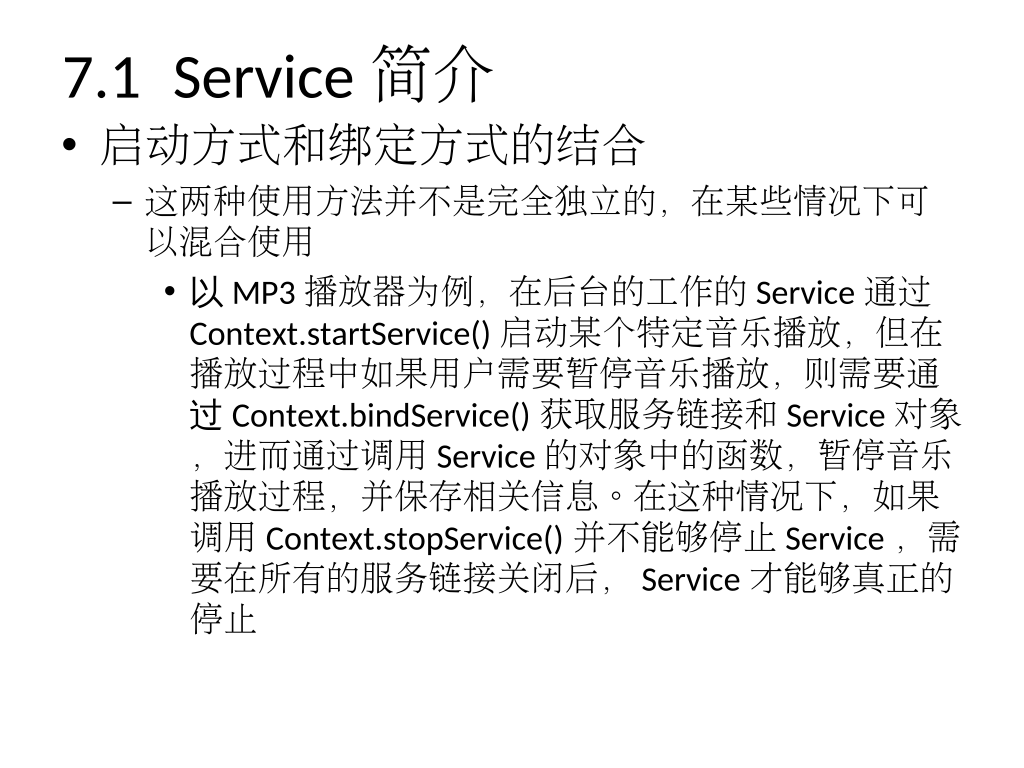 7.1 Service 简介
• 启动方式和绑定方式的结合
– 这两种使用方法并不是完全独立的，在某些情况下可
以混合使用
• 以 MP3 播放器为例，在后台的工作的 Service 通过
Context.startService() 启动某个特定音乐播放，但在
播放过程中如果用户需要暂停音乐播放，则需要通
过 Context.bindService() 获取服务链接和 Service 对象
，进而通过调用 Service 的对象中的函数，暂停音乐
播放过程，并保存相关信息。在这种情况下，如果
调用 Context.stopService() 并不能够停止 Service ，需
要在所有的服务链接关闭后， Service 才能够真正的
停止